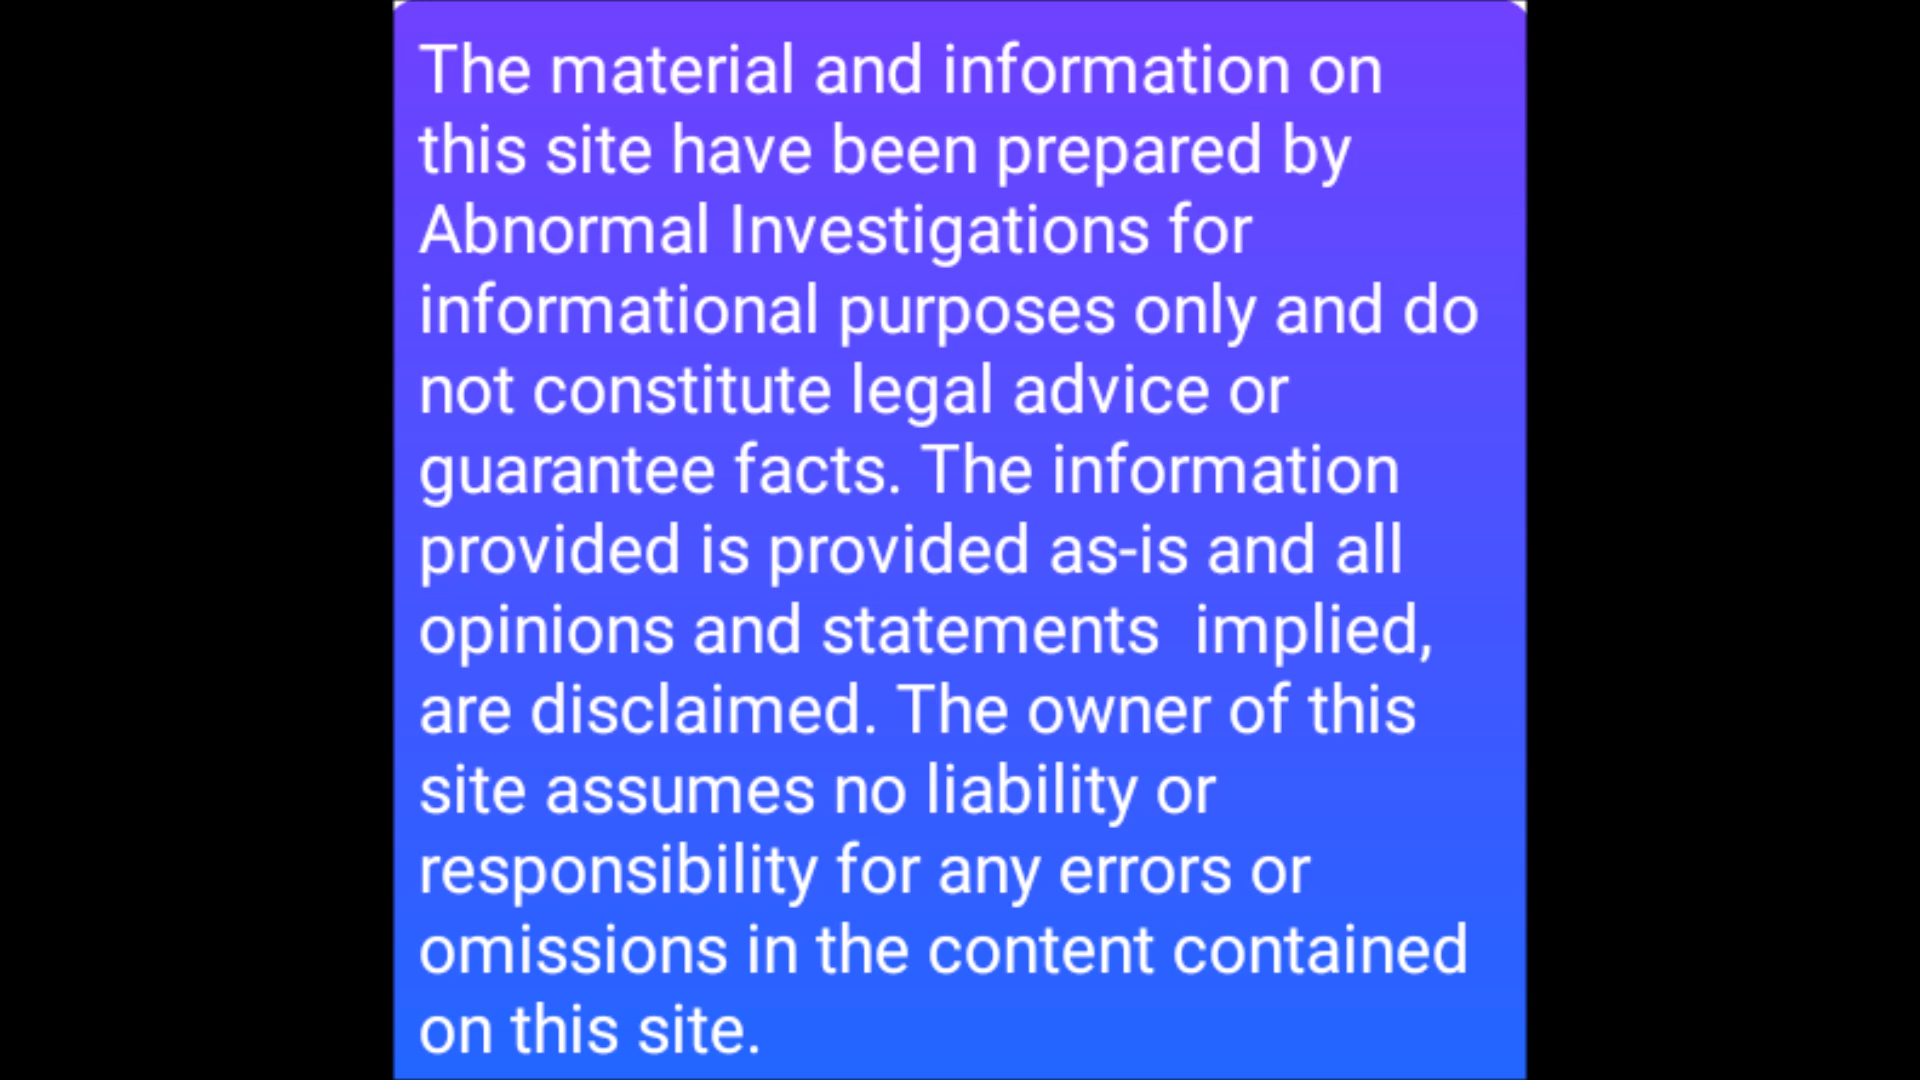 The material and information on
this site have been prepared by
Abnormal Investigations for
informational purposes only and do
not constitute legal advice or
guarantee facts. The information
provided is provided as-is and all
opinions and statements  implied,
are disclaimed. The owner of this
site assumes no liability or
responsibility for any errors or
omissions in the content contained
on this site.